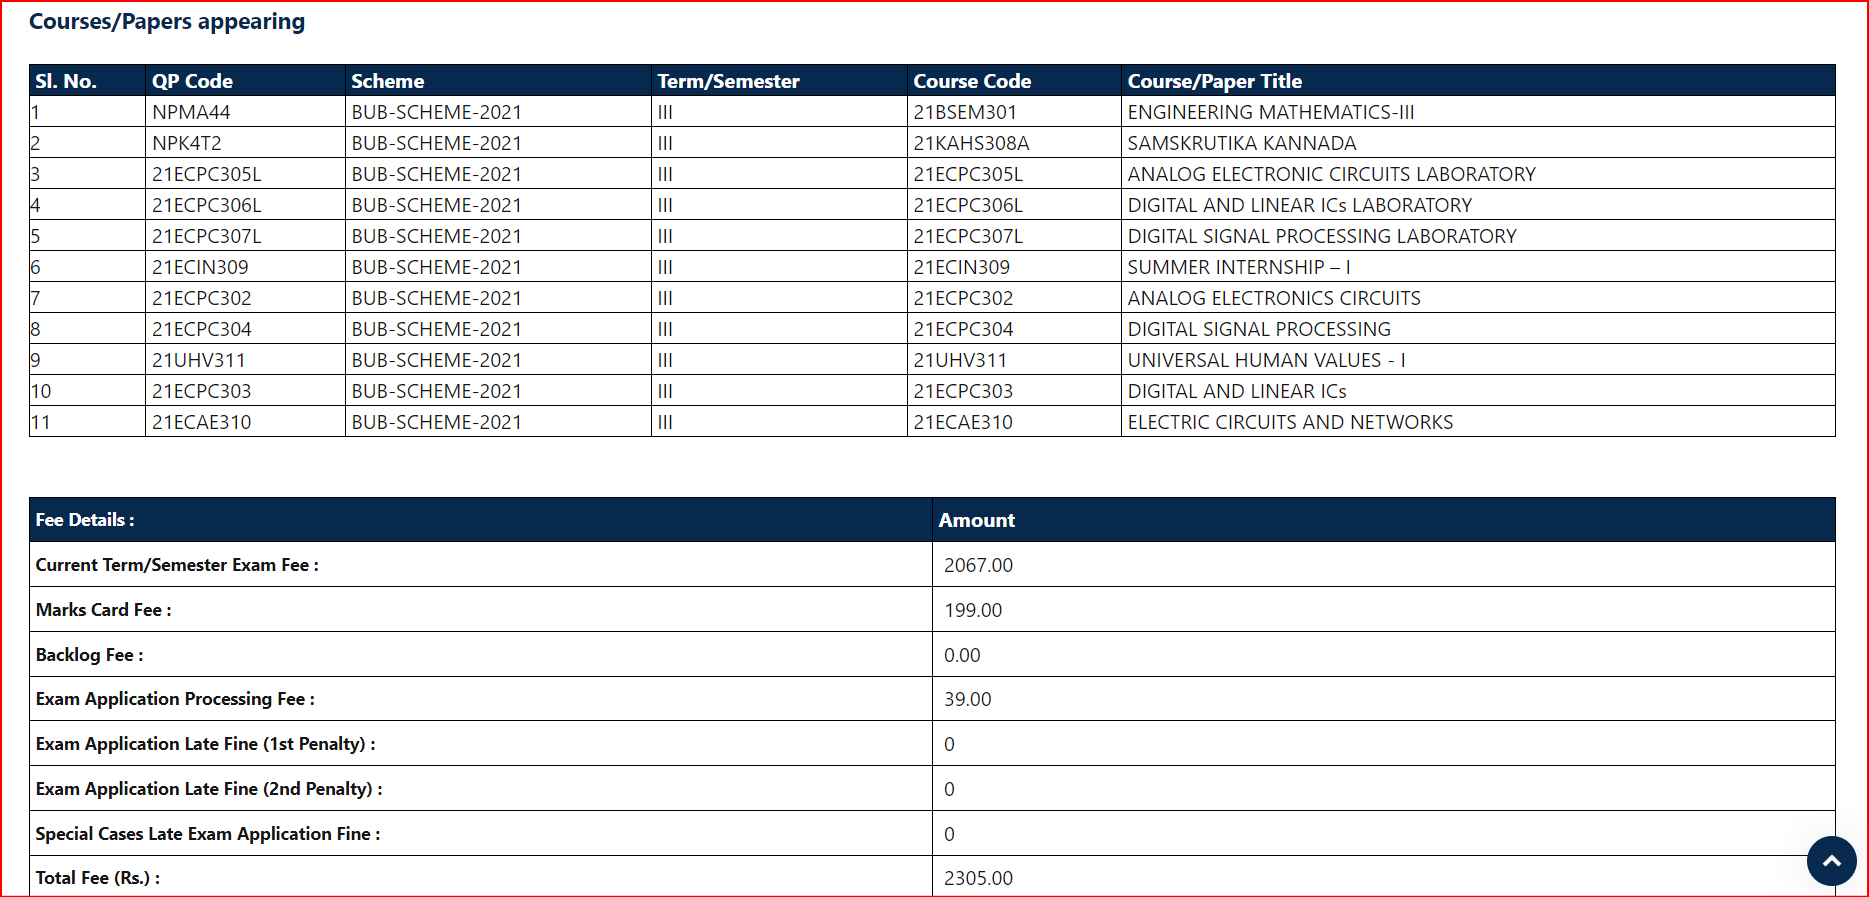 Courses/Papers appearing
Sl. No. QP Code Scheme Term/Semester Course Code Course/Paper Title
1 NPMA44 BUB-SCHEME-2021 III 21BSEM301 ENGINEERING MATHEMATICS-III
2 NPK4T2 BUB-SCHEME-2021 III 21KAHS308A SAMSKRUTIKA KANNADA
3 21ECPC305L BUB-SCHEME-2021 III 21ECPC305L ANALOG ELECTRONIC CIRCUITS LABORATORY
4 21ECPC306L BUB-SCHEME-2021 III 21ECPC306L DIGITAL AND LINEAR ICs LABORATORY
5 21ECPC307L BUB-SCHEME-2021 III 21ECPC307L DIGITAL SIGNAL PROCESSING LABORATORY
6 21ECIN309 BUB-SCHEME-2021 III 21ECIN309 SUMMER INTERNSHIP – I
7 21ECPC302 BUB-SCHEME-2021 III 21ECPC302 ANALOG ELECTRONICS CIRCUITS
8 21ECPC304 BUB-SCHEME-2021 III 21ECPC304 DIGITAL SIGNAL PROCESSING
9 21UHV311 BUB-SCHEME-2021 III 21UHV311 UNIVERSAL HUMAN VALUES - I
10 21ECPC303 BUB-SCHEME-2021 III 21ECPC303 DIGITAL AND LINEAR ICs
11 21ECAE310 BUB-SCHEME-2021 III 21ECAE310 ELECTRIC CIRCUITS AND NETWORKS
Fee Details : Amount
Current Term/Semester Exam Fee : 2067.00
Marks Card Fee : 199.00
Backlog Fee : 0.00
Exam Application Processing Fee : 39.00
Exam Application Late Fine (1st Penalty) : 0
Exam Application Late Fine (2nd Penalty) : 0
Special Cases Late Exam Application Fine : 0
Total Fee (Rs.) : 2305.00